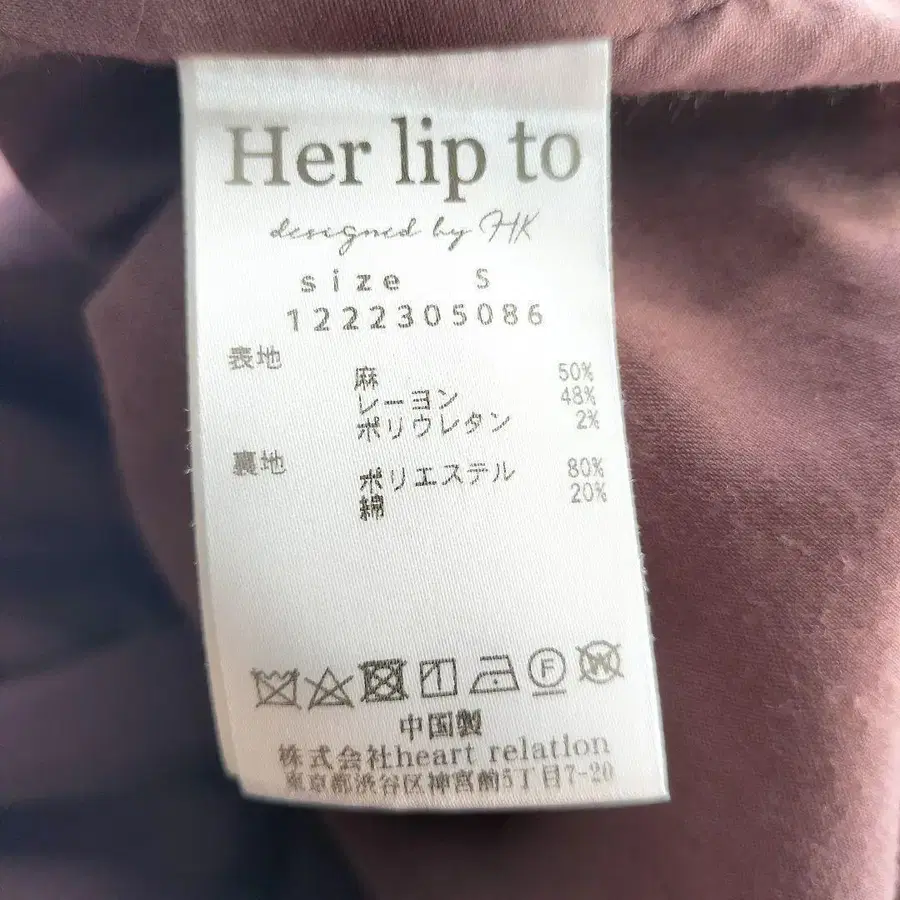 Her lip to
designed by HK
size S
1222305086
表地
麻 50%
レーヨン 48%
ポリウレタン 2%
裏地
ポリエステル 80%
綿 20%
F W
中国製
株式会社heart relation
東京都渋谷区神宮前5丁目7-20